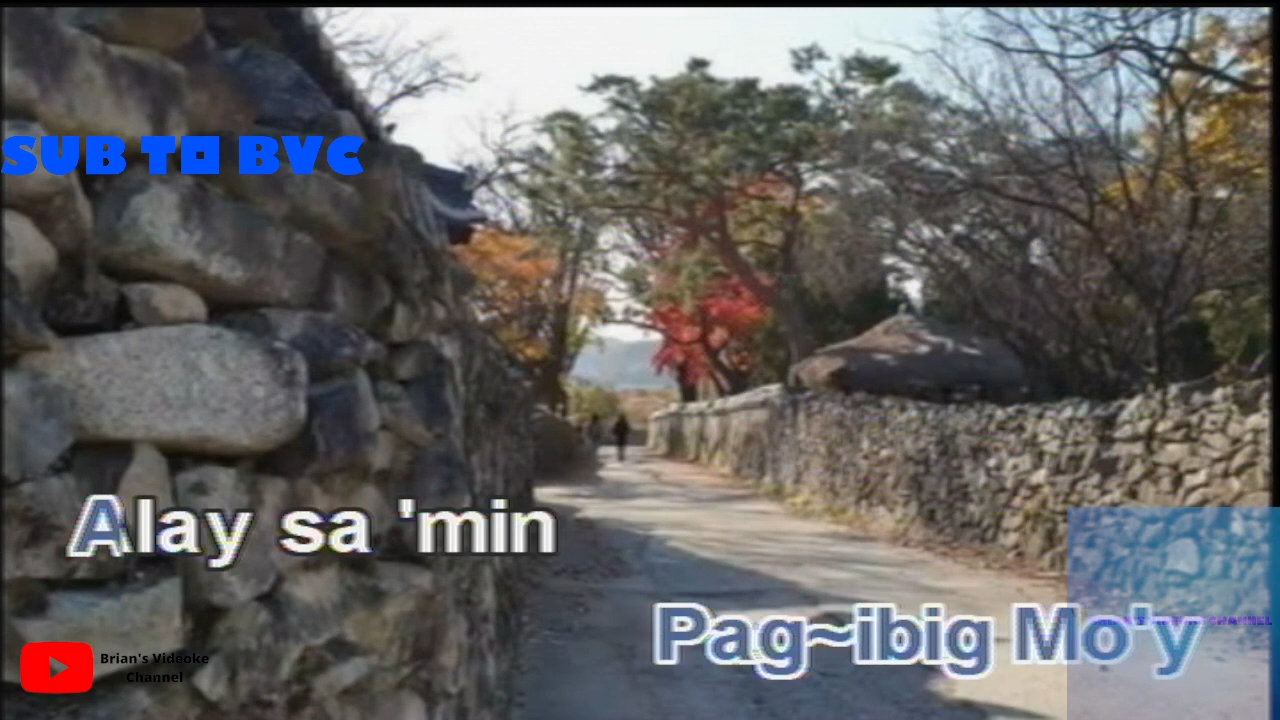 SUB TO BVC
Alay sa 'min
Pag~ibig Mo'y
Brian's Videoke
Channel